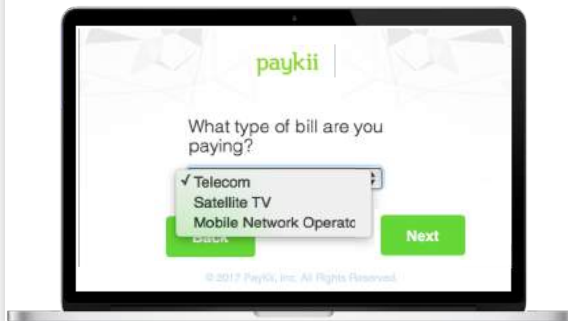 paykii
What type of bill are you
paying?
✓ Telecom
Satellite TV
Mobile Network Operatc
Back
Next
© 2017 PayKii, Inc. All Rights Reserved.